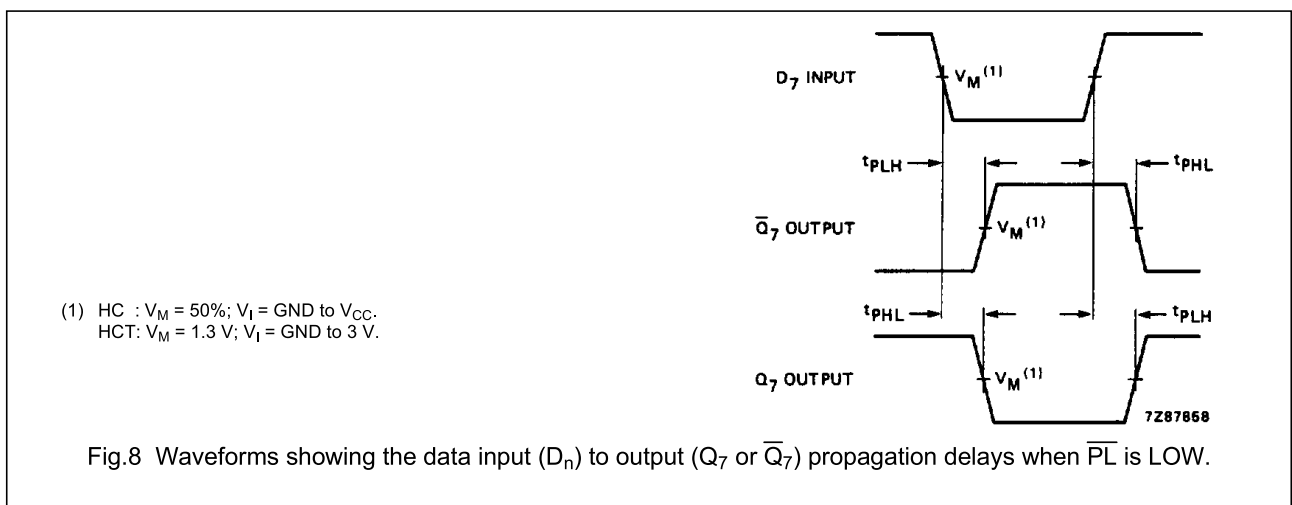 D7 INPUT
VM(1)
tPLH
tPHL
Q̅7 OUTPUT
VM(1)
(1) HC : VM = 50%; VI = GND to VCC.
HCT: VM = 1.3 V; VI = GND to 3 V.
tPHL
tPLH
Q7 OUTPUT
VM(1)
7Z87858
Fig.8 Waveforms showing the data input (Dn) to output (Q7 or Q̅7) propagation delays when P̅L̅ is LOW.